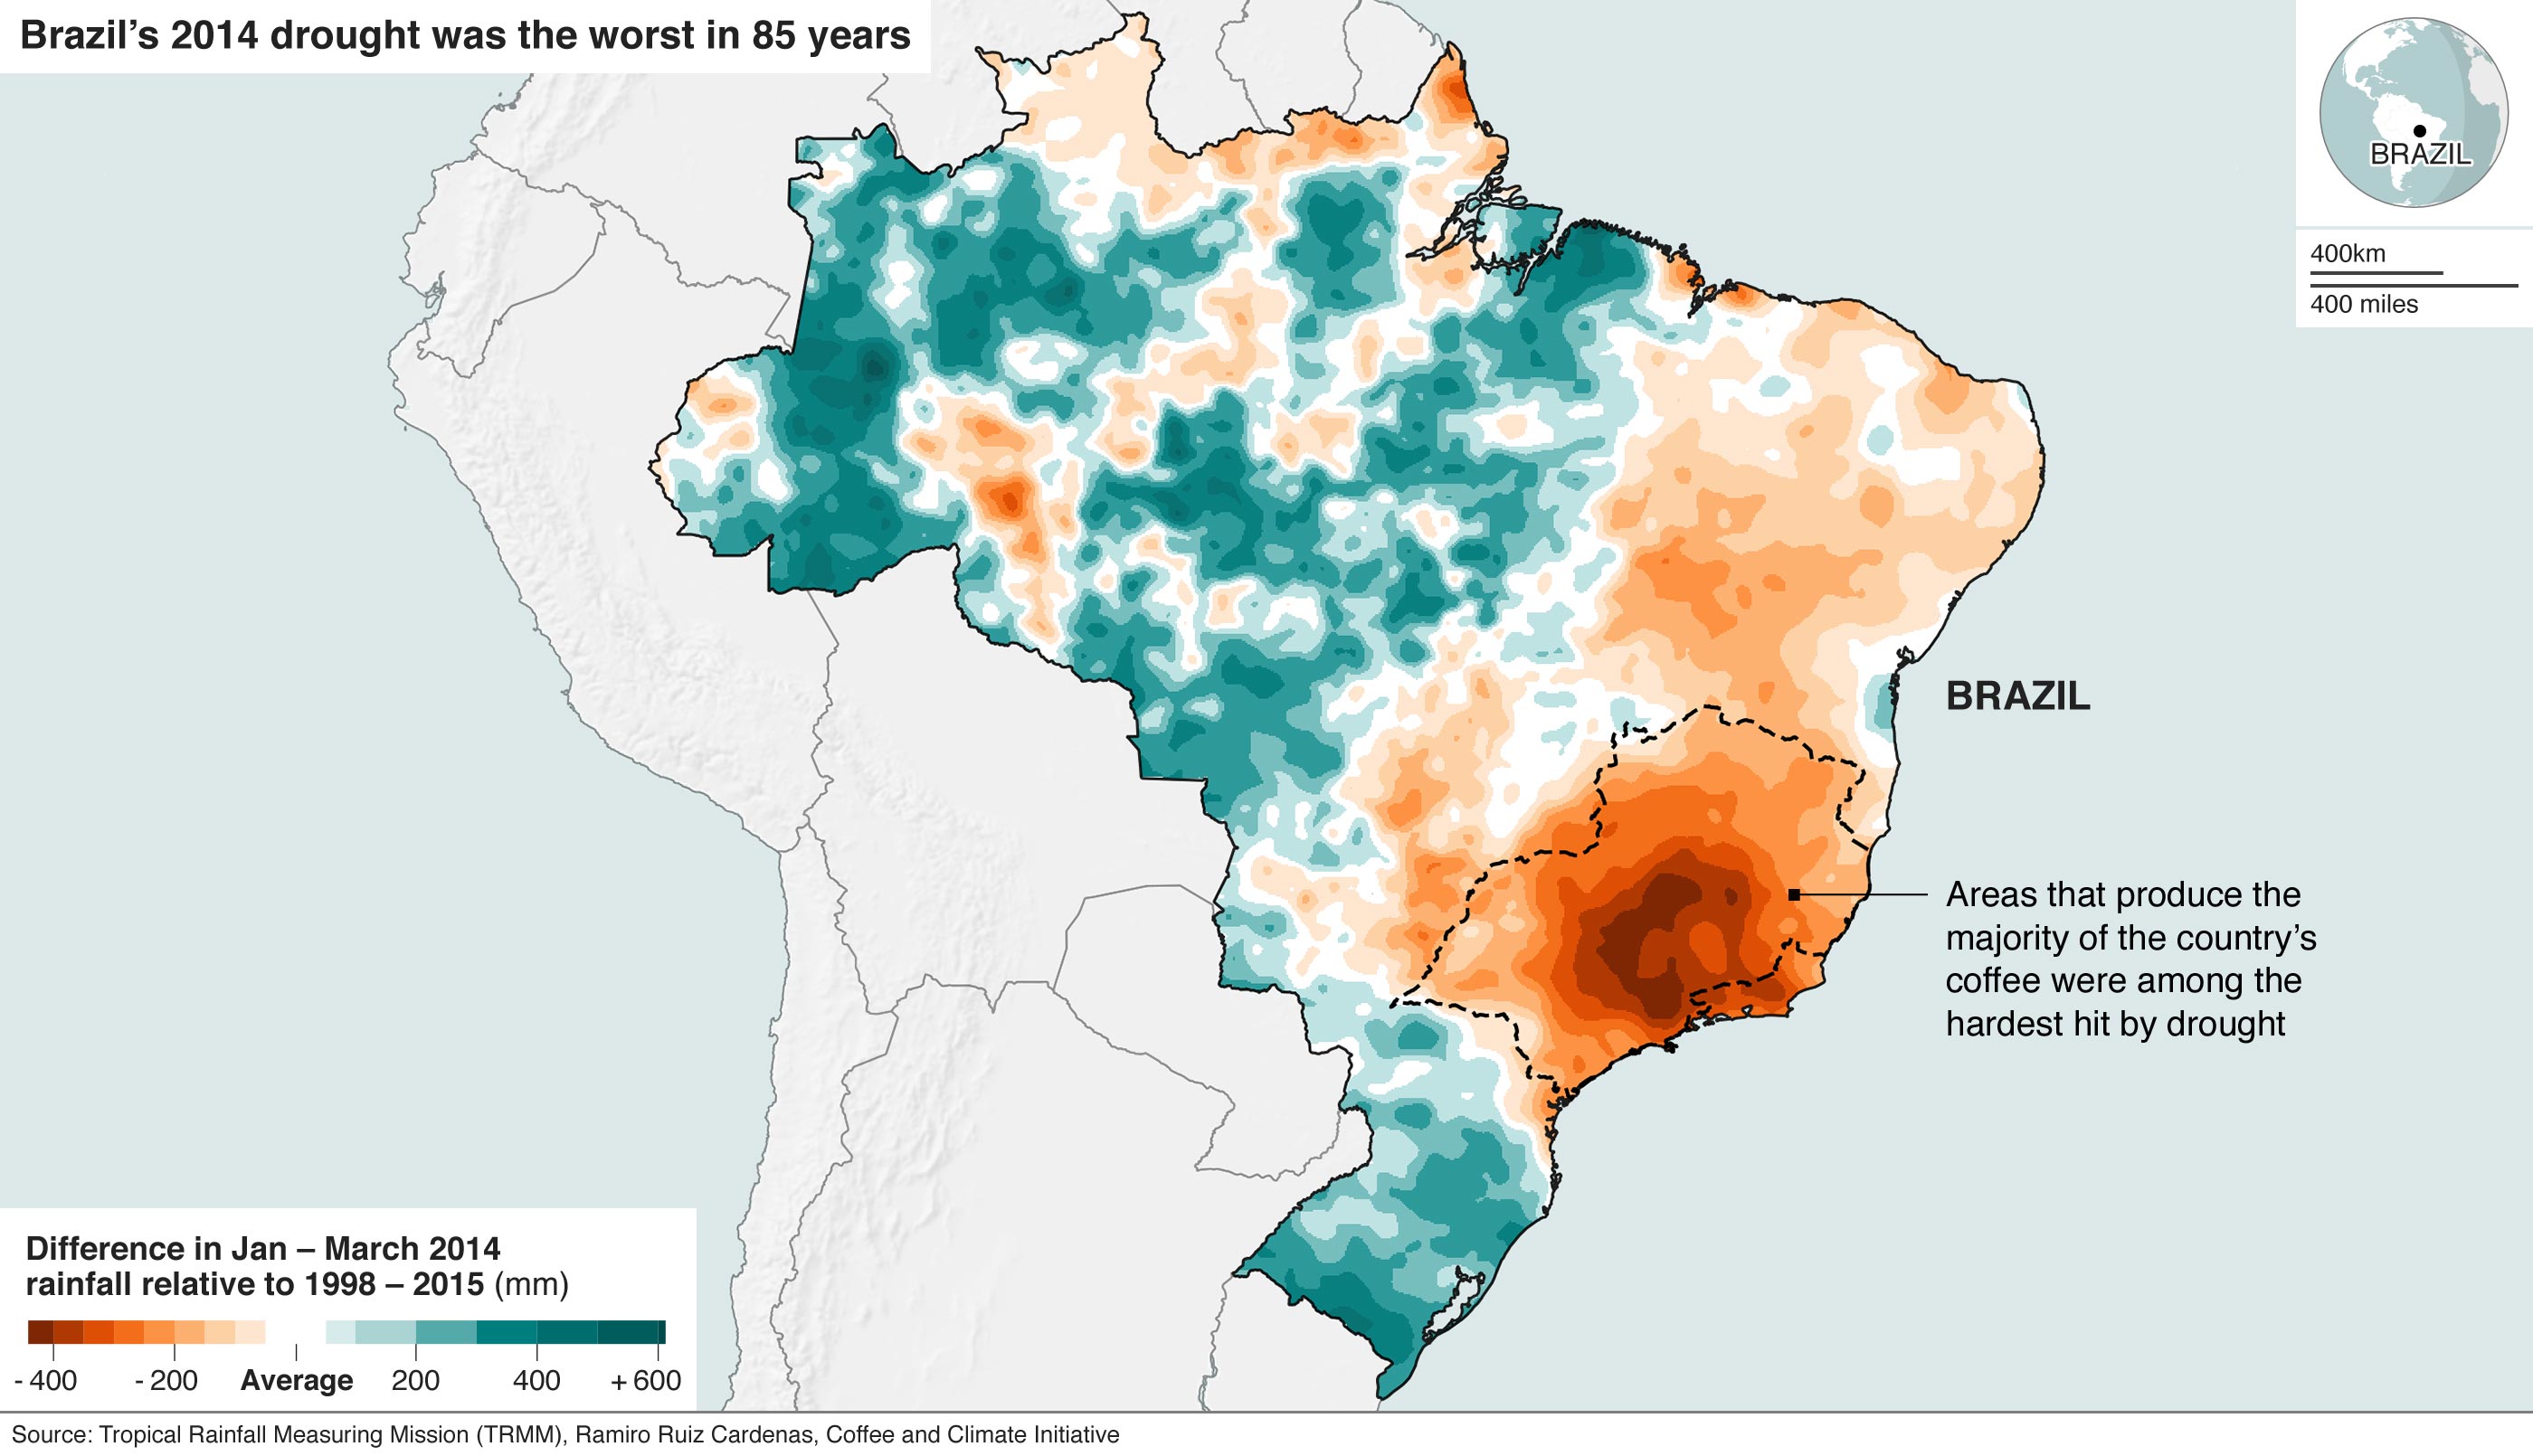 Brazil’s 2014 drought was the worst in 85 years
BRAZIL
400km
400 miles
BRAZIL
Areas that produce the
majority of the country’s
coffee were among the
hardest hit by drought
Difference in Jan – March 2014
rainfall relative to 1998 – 2015 (mm)
- 400 - 200 Average 200 400 + 600
Source: Tropical Rainfall Measuring Mission (TRMM), Ramiro Ruiz Cardenas, Coffee and Climate Initiative